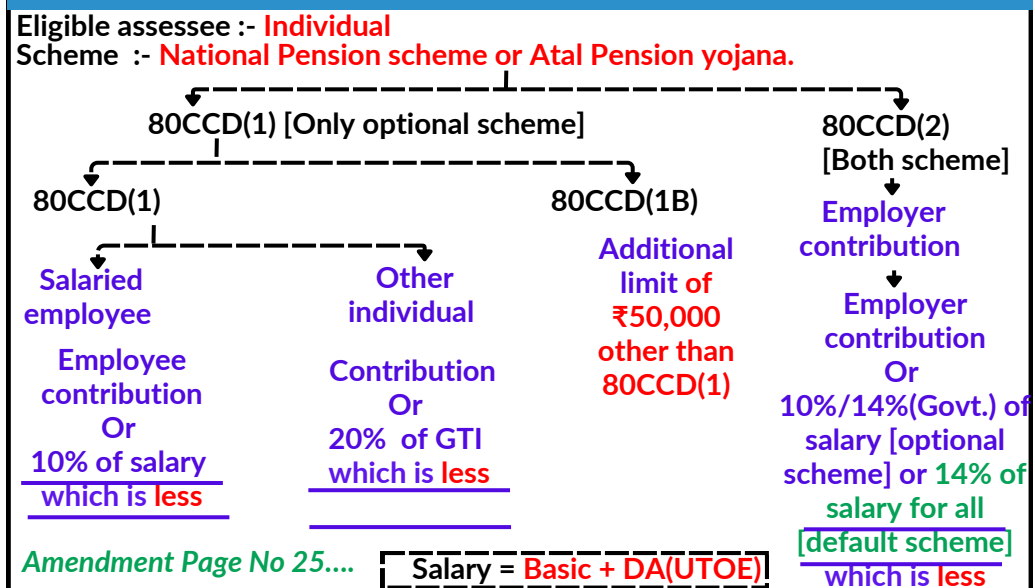 Eligible assessee :- Individual
Scheme :- National Pension scheme or Atal Pension yojana.
80CCD(1) [Only optional scheme]
80CCD(1)
Salaried
employee
Employee
contribution
Or
10% of salary
which is less
Other
individual
Contribution
Or
20% of GTI
which is less
80CCD(1B)
Additional
limit of
₹50,000
other than
80CCD(1)
80CCD(2)
[Both scheme]
Employer
contribution
Employer
contribution
Or
10%/14%(Govt.) of
salary [optional
scheme] or 14% of
salary for all
[default scheme]
which is less
Amendment Page No 25....
Salary = Basic + DA(UTOE)